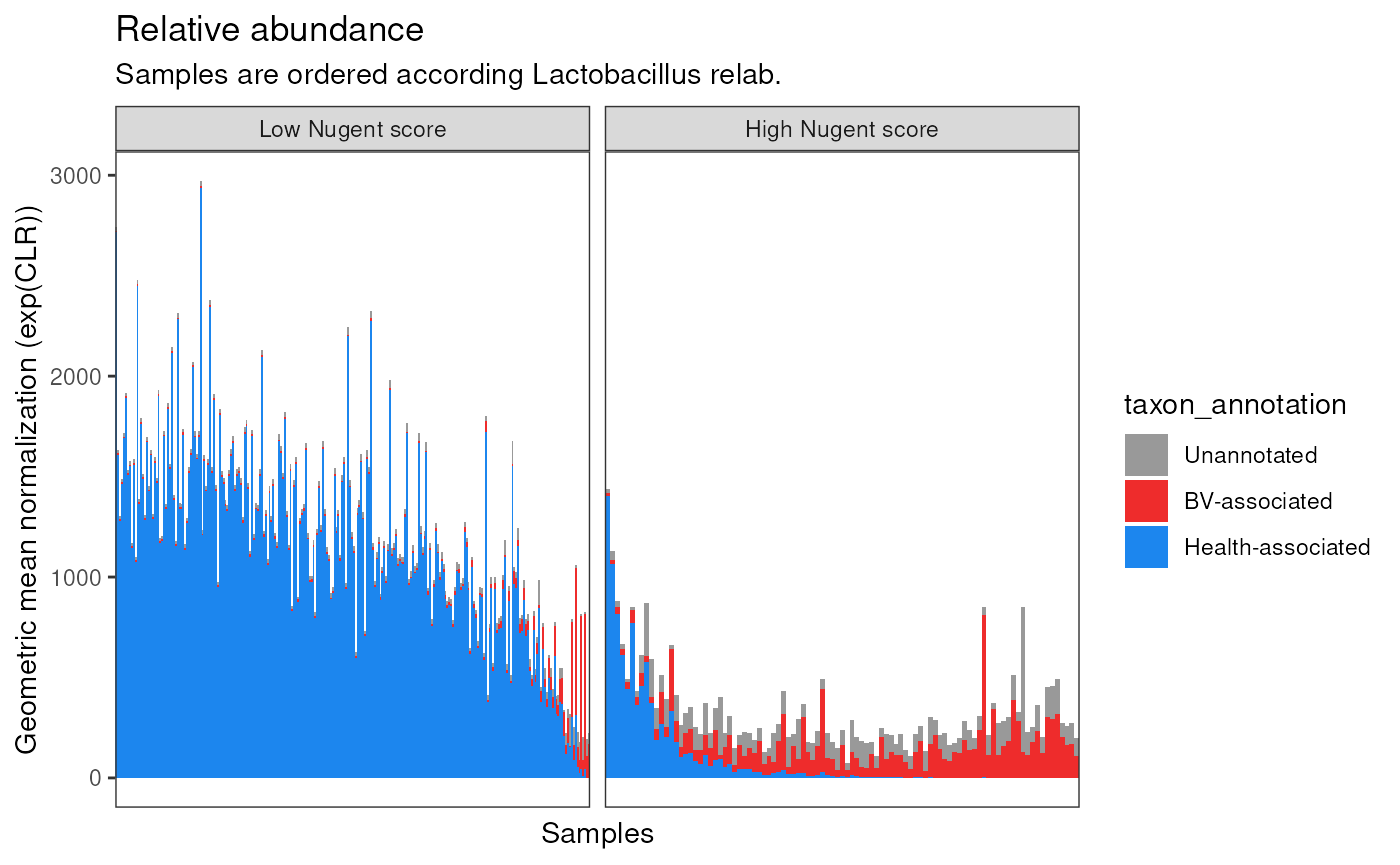 Relative abundance
Samples are ordered according Lactobacillus relab.
Low Nugent score
High Nugent score
Geometric mean normalization (exp(CLR))
3000
2000
1000
0
Samples
taxon_annotation
Unannotated
BV-associated
Health-associated